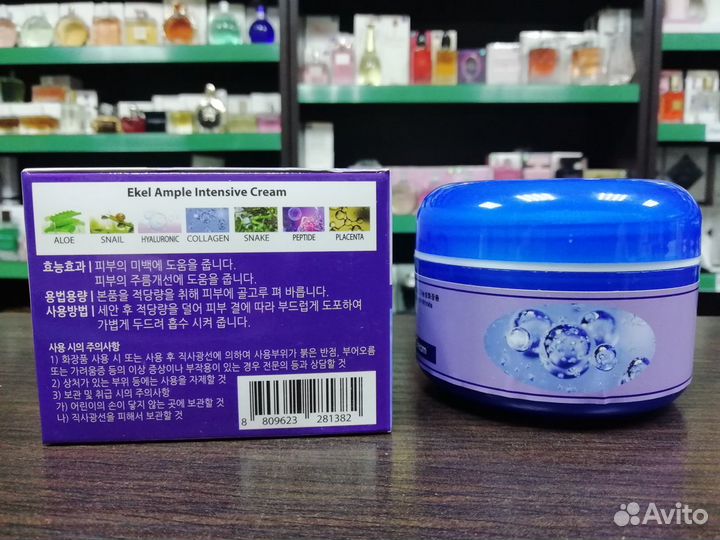 Ekel Ample Intensive Cream
ALOE SNAIL HYALURONIC COLLAGEN SNAKE PEPTIDE PLACENTA
효능효과 | 피부의 미백에 도움을 줍니다.
피부의 주름개선에 도움을 줍니다.
용법용량 | 본품을 적당량을 취해 피부에 골고루 펴 바릅니다.
사용방법 | 세안 후 적당량을 덜어 피부 결에 따라 부드럽게 도포하여
가볍게 두드려 흡수 시켜 줍니다.
사용 시의 주의사항
1) 화장품 사용 시 또는 사용 후 직사광선에 의하여 사용부위가 붉은 반점, 부어오름
또는 가려움증 등의 이상 증상이나 부작용이 있는 경우 전문의 등과 상담할 것
2) 상처가 있는 부위 등에는 사용을 자제할 것
3) 보관 및 취급 시의 주의사항
가) 어린이의 손이 닿지 않는 곳에 보관할 것
나) 직사광선을 피해서 보관할 것
8 809623 281382
Avito